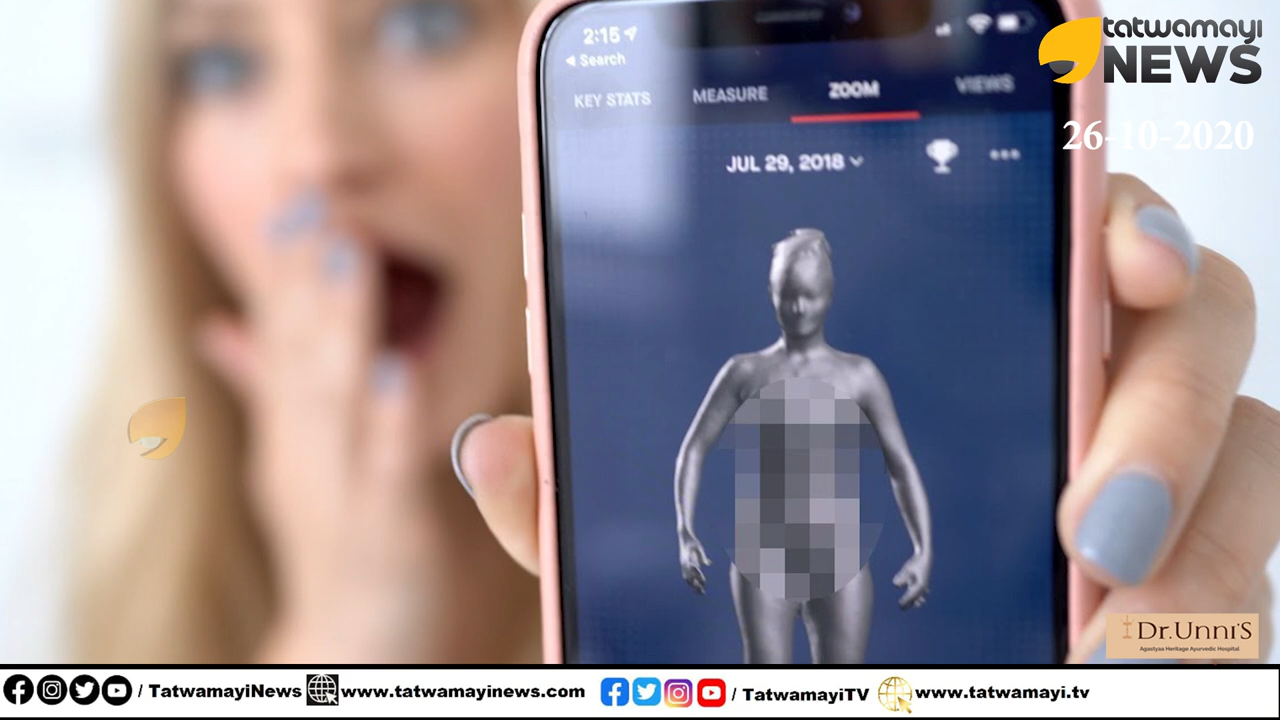 tatwamayi
NEWS
26-10-2020
2:15
Search
KEY STATS
MEASURE
ZOOM
VIEWS
JUL 29, 2018
Dr.UNNI'S
Agastyaa Heritage Ayurvedic Hospital
/ TatwamayiNews
www.tatwamayinews.com
/ TatwamayiTV
www.tatwamayi.tv